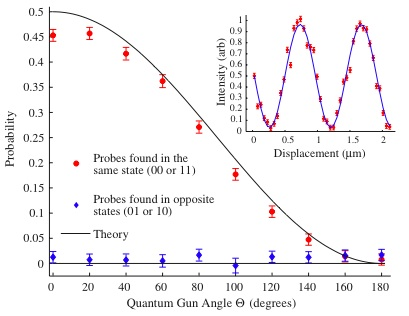 0.5
0.45
0.4
0.35
0.3
0.25
0.2
0.15
0.1
0.05
0
Probability
0 20 40 60 80 100 120 140 160 180
Quantum Gun Angle Θ (degrees)
Probes found in the
same state (00 or 11)
Probes found in opposite
states (01 or 10)
Theory
1
0.9
0.8
0.7
0.6
0.5
0.4
0.3
0.2
0.1
0
Intensity (arb)
0 0.5 1 1.5 2
Displacement (μm)